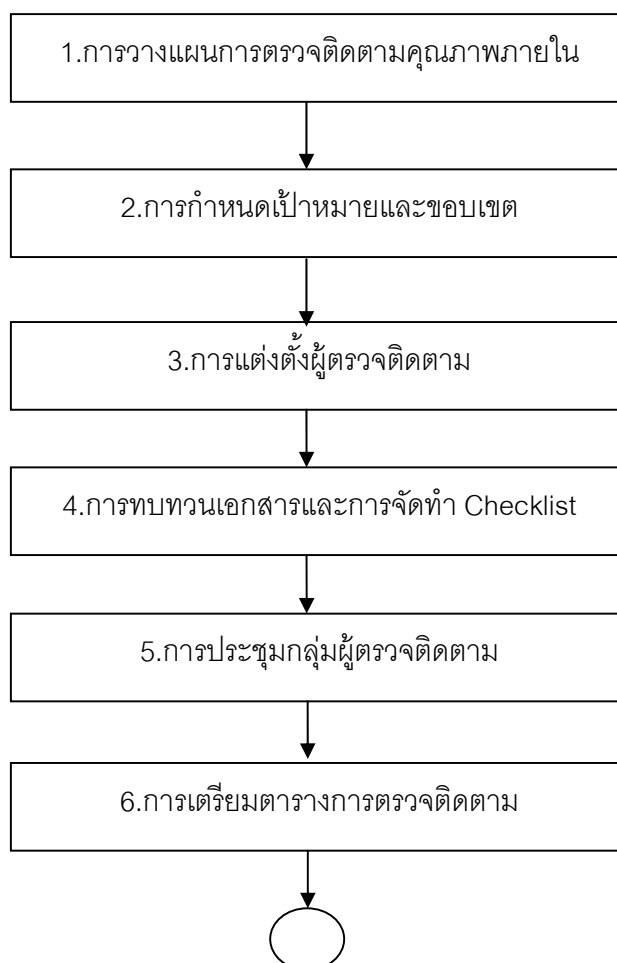 1.การวางแผนการตรวจติดตามคุณภาพภายใน
2.การกำหนดเป้าหมายและขอบเขต
3.การแต่งตั้งผู้ตรวจติดตาม
4.การทบทวนเอกสารและการจัดทำ Checklist
5.การประชุมกลุ่มผู้ตรวจติดตาม
6.การเตรียมตารางการตรวจติดตาม